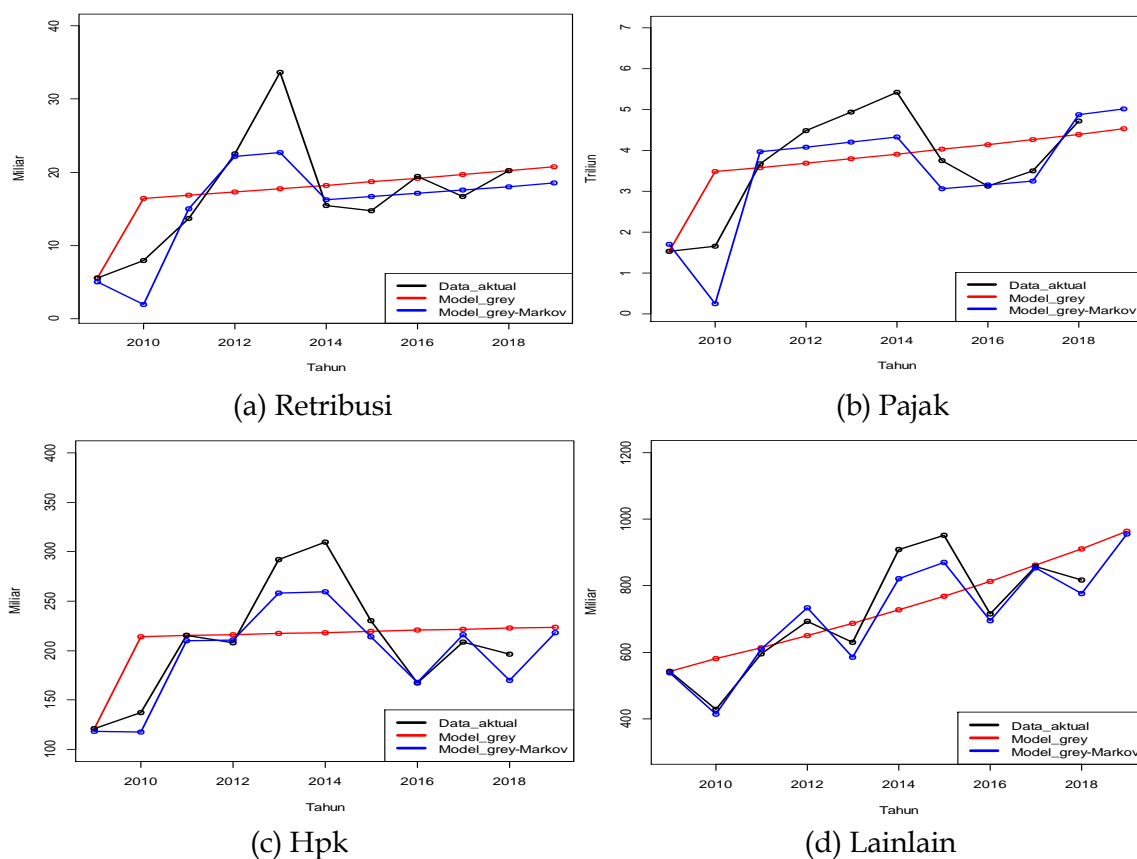 Miliar
40
30
20
10
0
Data_aktual
Model_grey
Model_grey-Markov
2010 2012 2014 2016 2018
Tahun
(a) Retribusi
Triliun
7
6
5
4
3
2
1
0
Data_aktual
Model_grey
Model_grey-Markov
2010 2012 2014 2016 2018
Tahun
(b) Pajak
Miliar
400
350
300
250
200
150
100
Data_aktual
Model_grey
Model_grey-Markov
2010 2012 2014 2016 2018
Tahun
(c) Hpk
Miliar
1200
1000
800
600
400
Data_aktual
Model_grey
Model_grey-Markov
2010 2012 2014 2016 2018
Tahun
(d) Lainlain